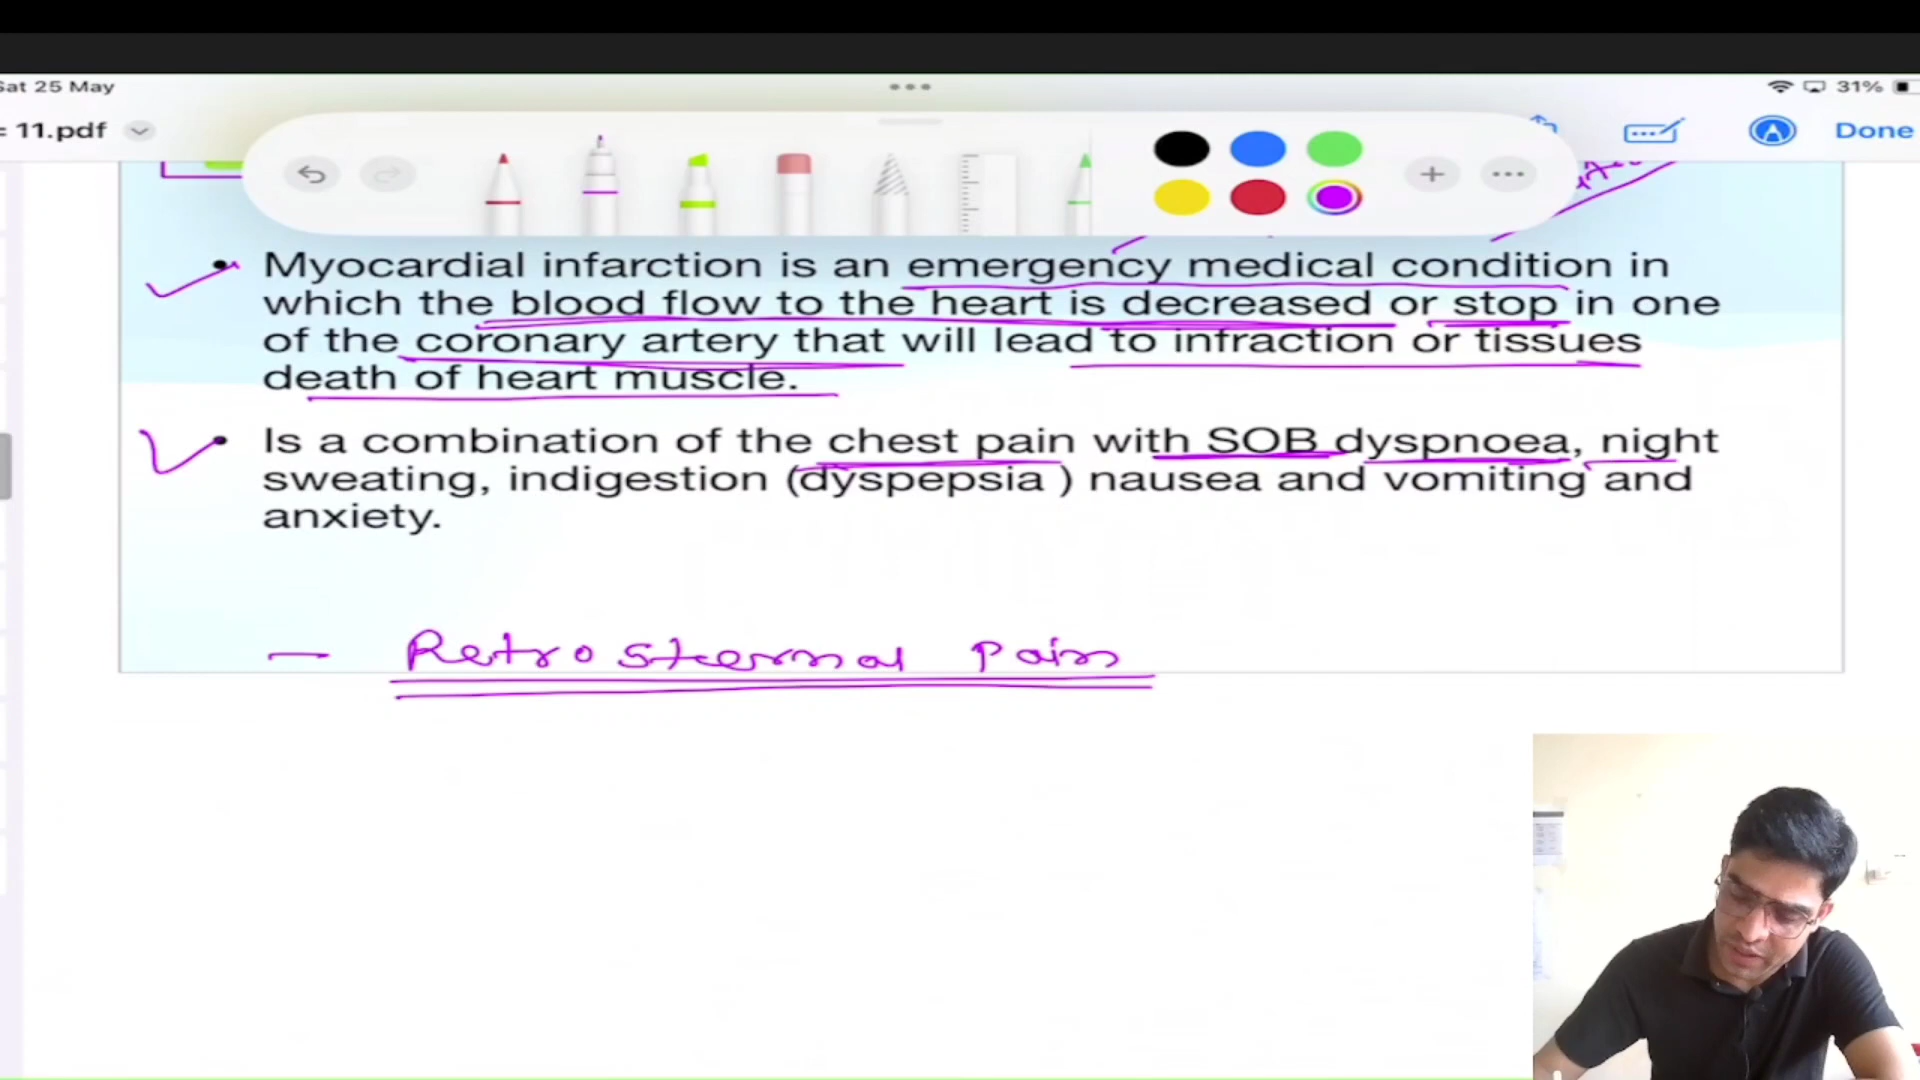 Sat 25 May
31%
= 11.pdf
Done
Myocardial infarction is an emergency medical condition in
which the blood flow to the heart is decreased or stop in one
of the coronary artery that will lead to infraction or tissues
death of heart muscle.
Is a combination of the chest pain with SOB dyspnoea, night
sweating, indigestion (dyspepsia ) nausea and vomiting and
anxiety.
- Retrosternal Pain